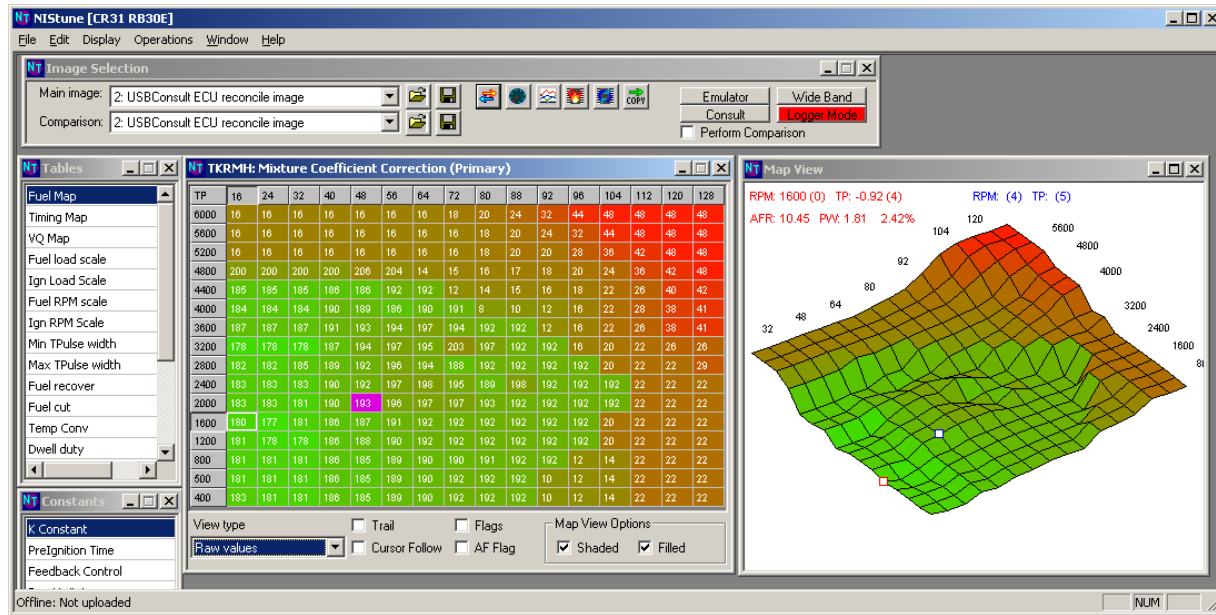 NIStune [CR31 RB30E]
File Edit Display Operations Window Help
Image Selection
Main image: 2: USBConsult ECU reconcile image
Comparison: 2: USBConsult ECU reconcile image
COPY
Emulator Wide Band
Consult Logger Mode
Perform Comparison
Tables
Fuel Map
Timing Map
VQ Map
Fuel load scale
Ign Load Scale
Fuel RPM scale
Ign RPM Scale
Min TPulse width
Max TPulse width
Fuel recover
Fuel cut
Temp Conv
Dwell duty
Constants
K Constant
PreIgnition Time
Feedback Control
TKRMH: Mixture Coefficient Correction (Primary)
TP 16 24 32 40 48 56 64 72 80 88 92 96 104 112 120 128
6000 16 16 16 16 16 16 16 18 20 24 32 44 48 48 48 48
5600 16 16 16 16 16 16 16 18 20 24 32 44 48 48 48
5200 16 16 16 16 16 16 16 16 18 20 20 28 36 42 48 48
4800 200 200 200 200 206 204 14 15 16 17 18 20 24 36 42 48
4400 185 185 185 186 186 192 192 12 14 15 16 18 22 26 40 42
4000 184 184 184 190 189 186 190 191 8 10 12 16 22 28 38 41
3600 187 187 187 191 193 194 197 194 192 192 12 16 22 26 38 41
3200 178 178 178 187 194 197 195 203 197 192 192 16 20 22 26 26
2800 182 182 185 189 192 196 194 188 192 192 192 192 20 22 22 29
2400 183 183 183 190 192 197 198 195 189 198 192 192 192 22 22 22
2000 183 183 181 190 193 196 197 197 193 192 192 192 192 22 22 22
1600 180 177 181 186 187 191 192 192 192 192 192 192 20 22 22 22
1200 181 178 178 186 188 190 192 192 192 192 192 192 20 22 22 22
800 181 181 181 186 185 189 190 190 191 192 192 12 14 22 22 22
500 181 181 181 186 185 189 190 192 192 192 10 12 14 22 22 22
400 183 181 181 186 185 189 190 192 192 192 10 12 14 22 22 22
View type
Raw values
Trail Flags
Cursor Follow AF Flag
Map View Options
Shaded Filled
Map View
RPM: 1600 (0) TP: -0.92 (4) RPM: (4) TP: (5)
AFR: 10.45 PW: 1.81 2.42%
32 48 64 80 92 104 120
5600 4800 4000 3200 2400 1600
Offline: Not uploaded
NUM